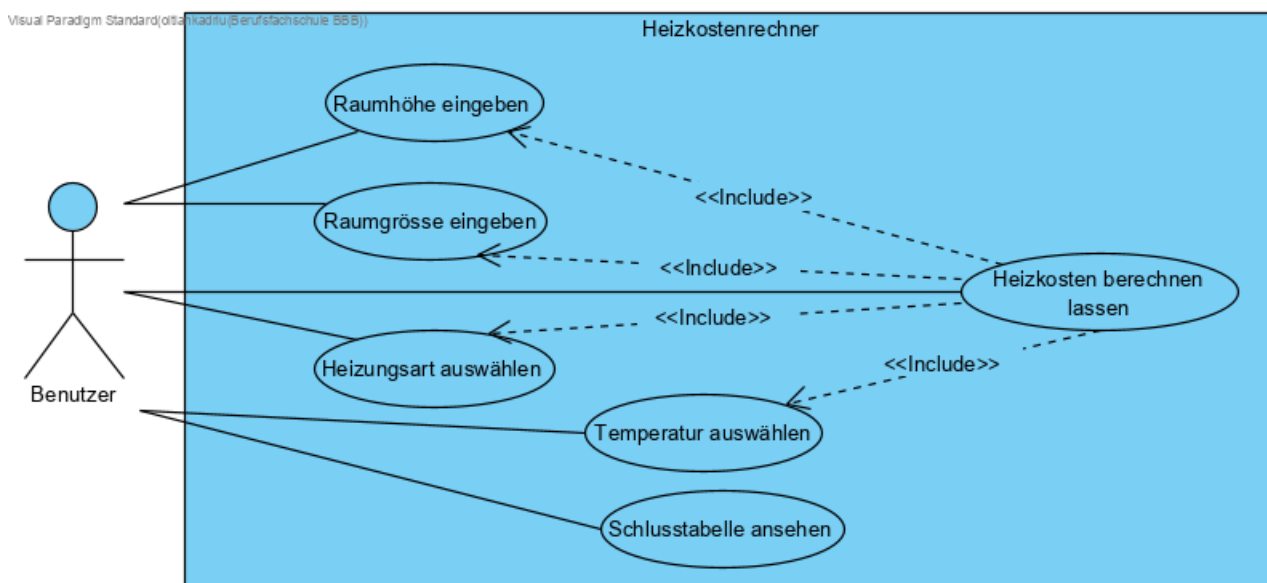 Visual Paradigm Standard(oltiankadriu(Berufsfachschule BBB))
Heizkostenrechner
Raumhöhe eingeben
<<Include>>
Raumgrösse eingeben
<<Include>>
Heizkosten berechnen
lassen
<<Include>>
Heizungsart auswählen
<<Include>>
Benutzer
Temperatur auswählen
Schlusstabelle ansehen